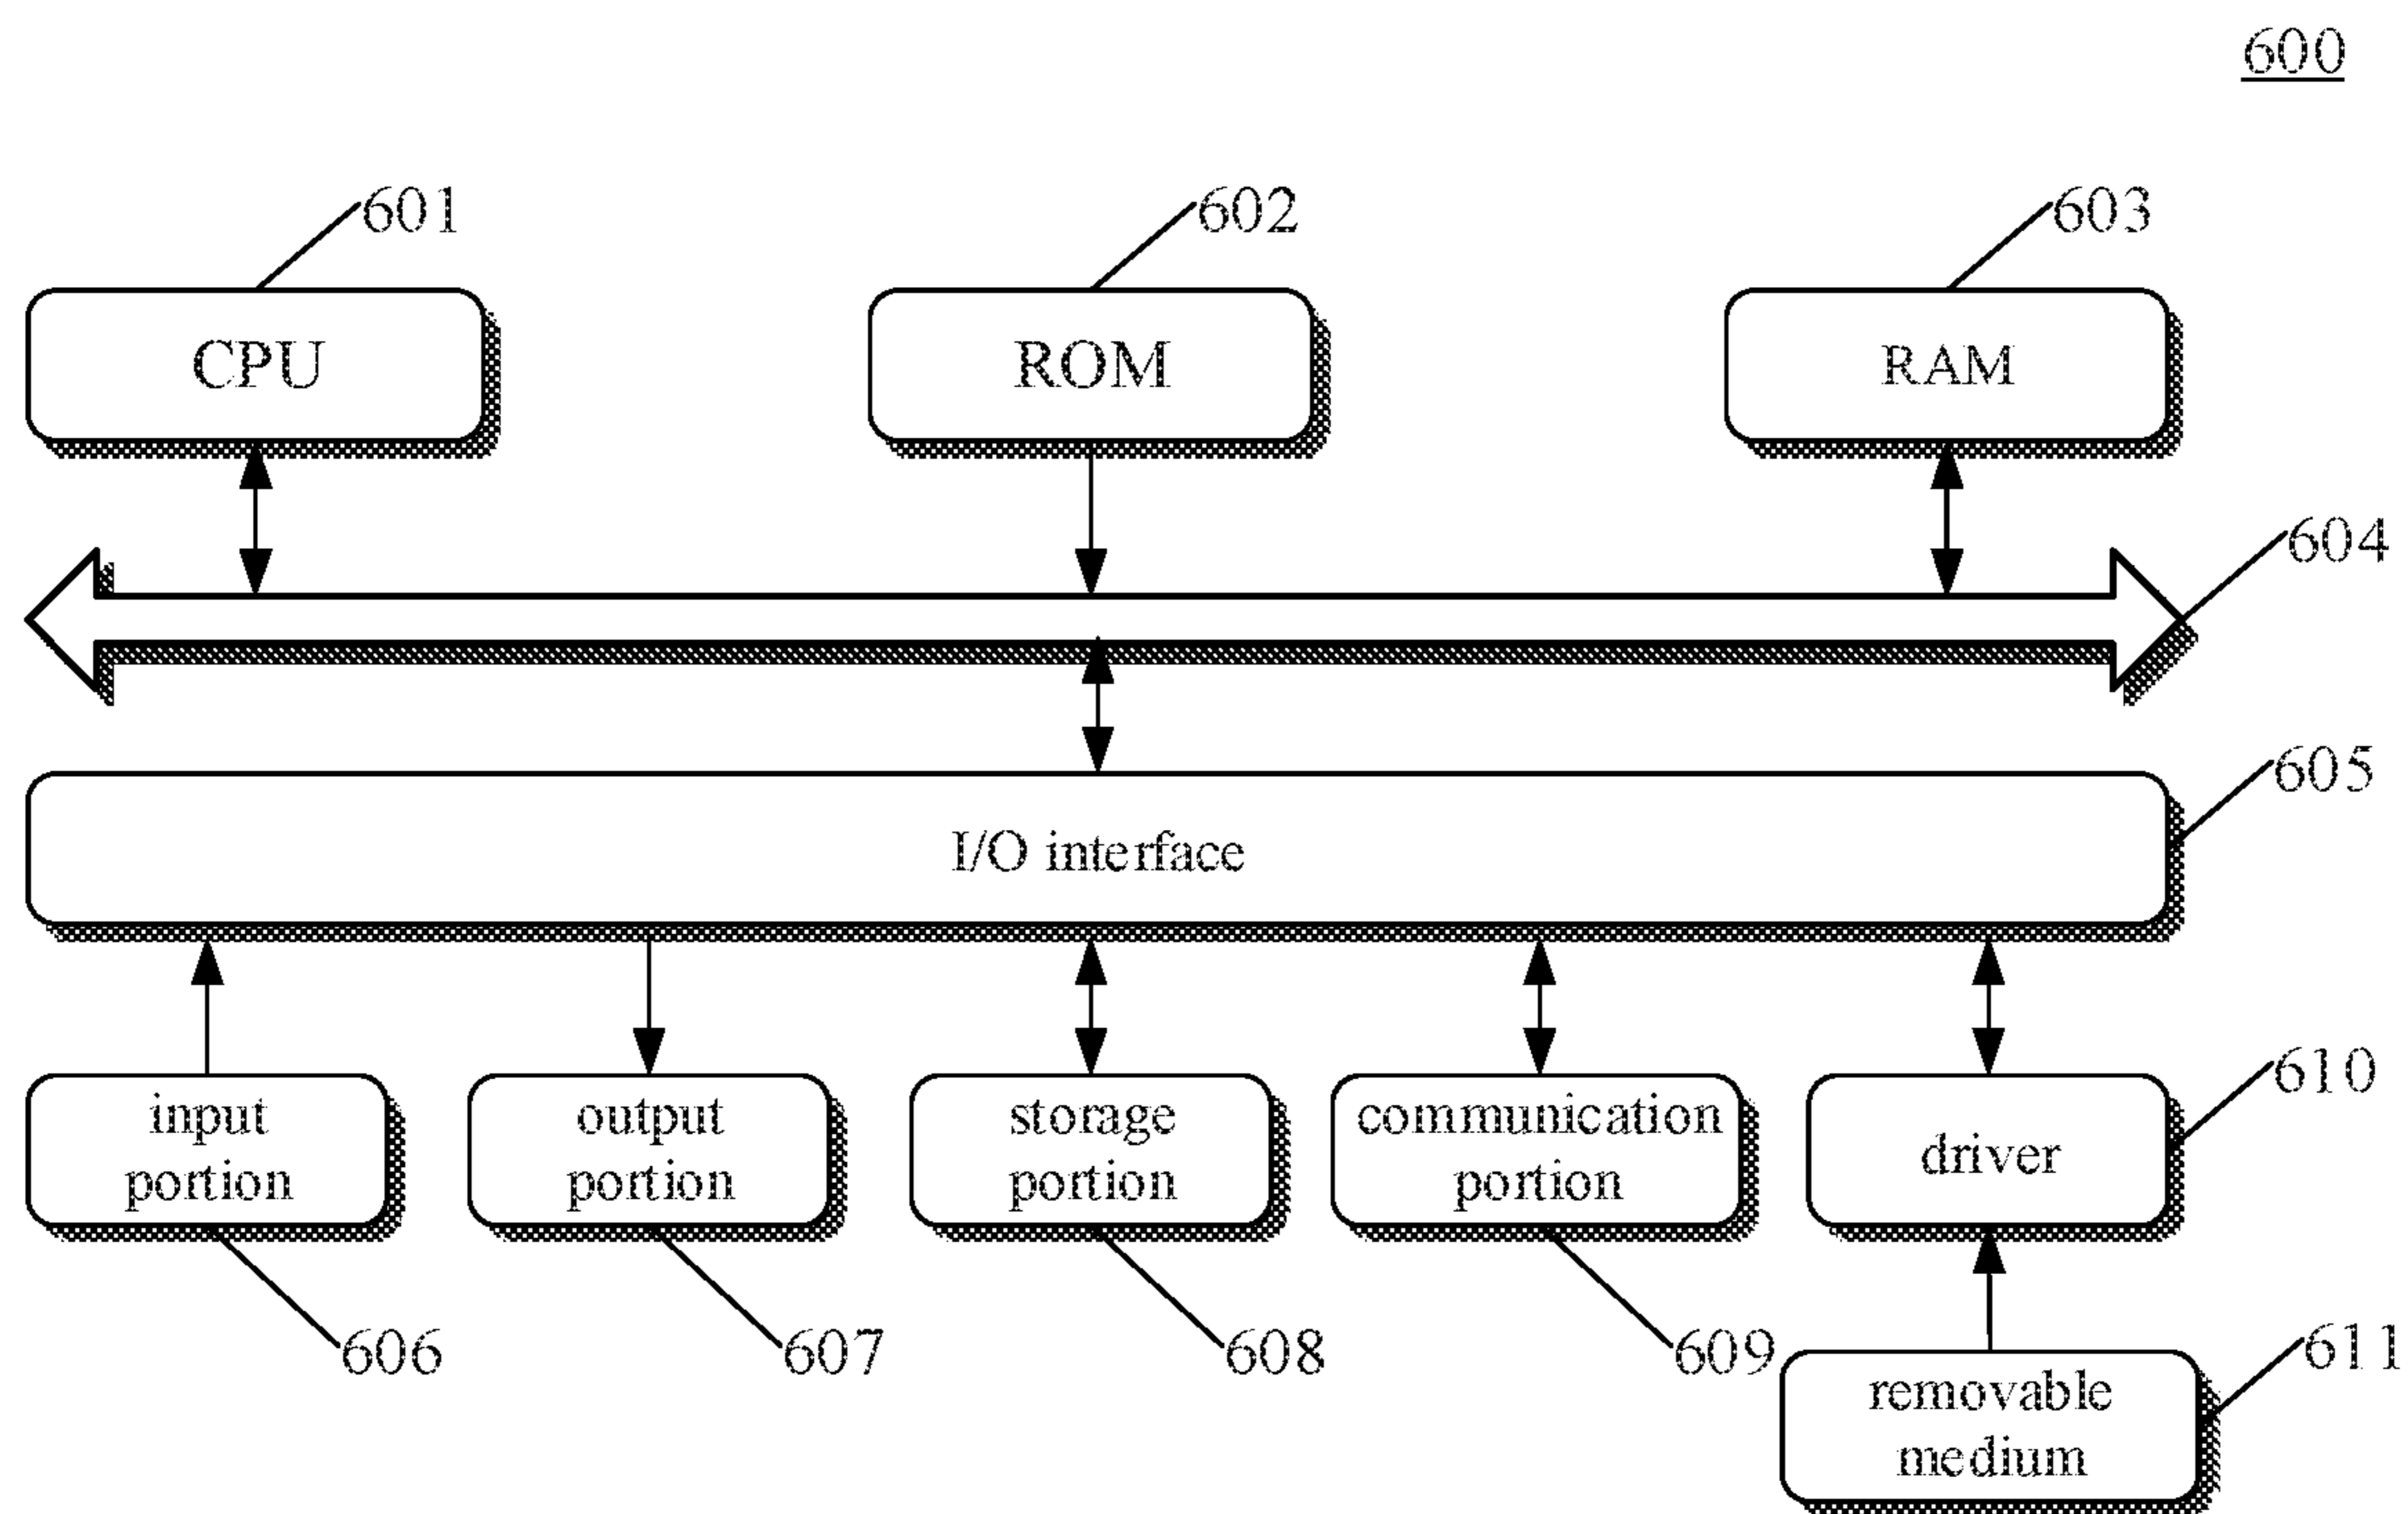 600
601
602
603
CPU
ROM
RAM
604
605
I/O interface
610
input
portion
output
portion
storage
portion
communication
portion
driver
606
607
608
609
611
removable
medium